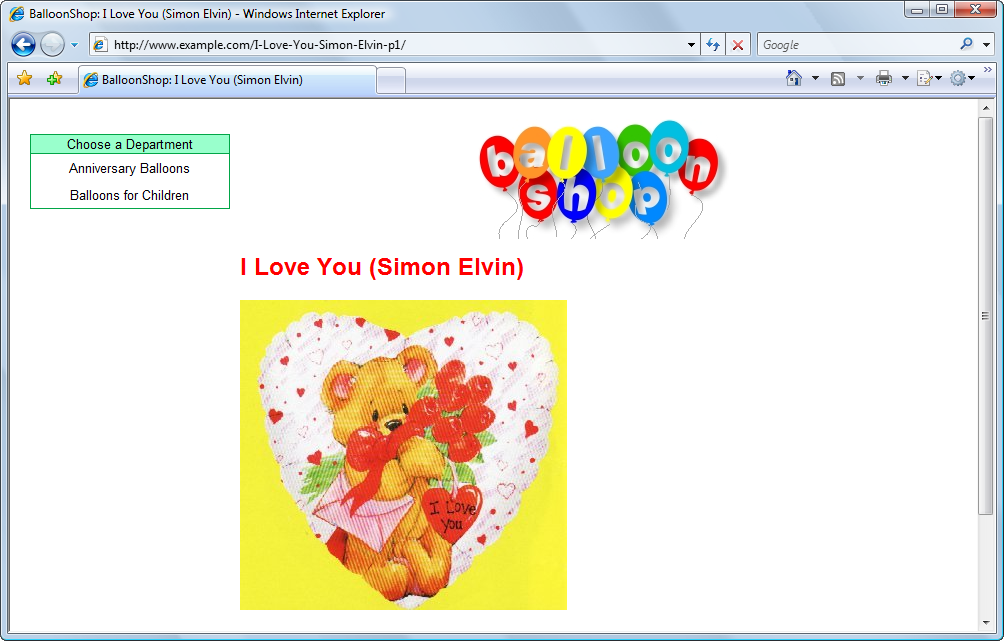 BalloonShop: I Love You (Simon Elvin) - Windows Internet Explorer
http://www.example.com/I-Love-You-Simon-Elvin-p1/
Google
BalloonShop: I Love You (Simon Elvin)
Choose a Department
Anniversary Balloons
Balloons for Children
balloon
shop
I Love You (Simon Elvin)
I Love
You